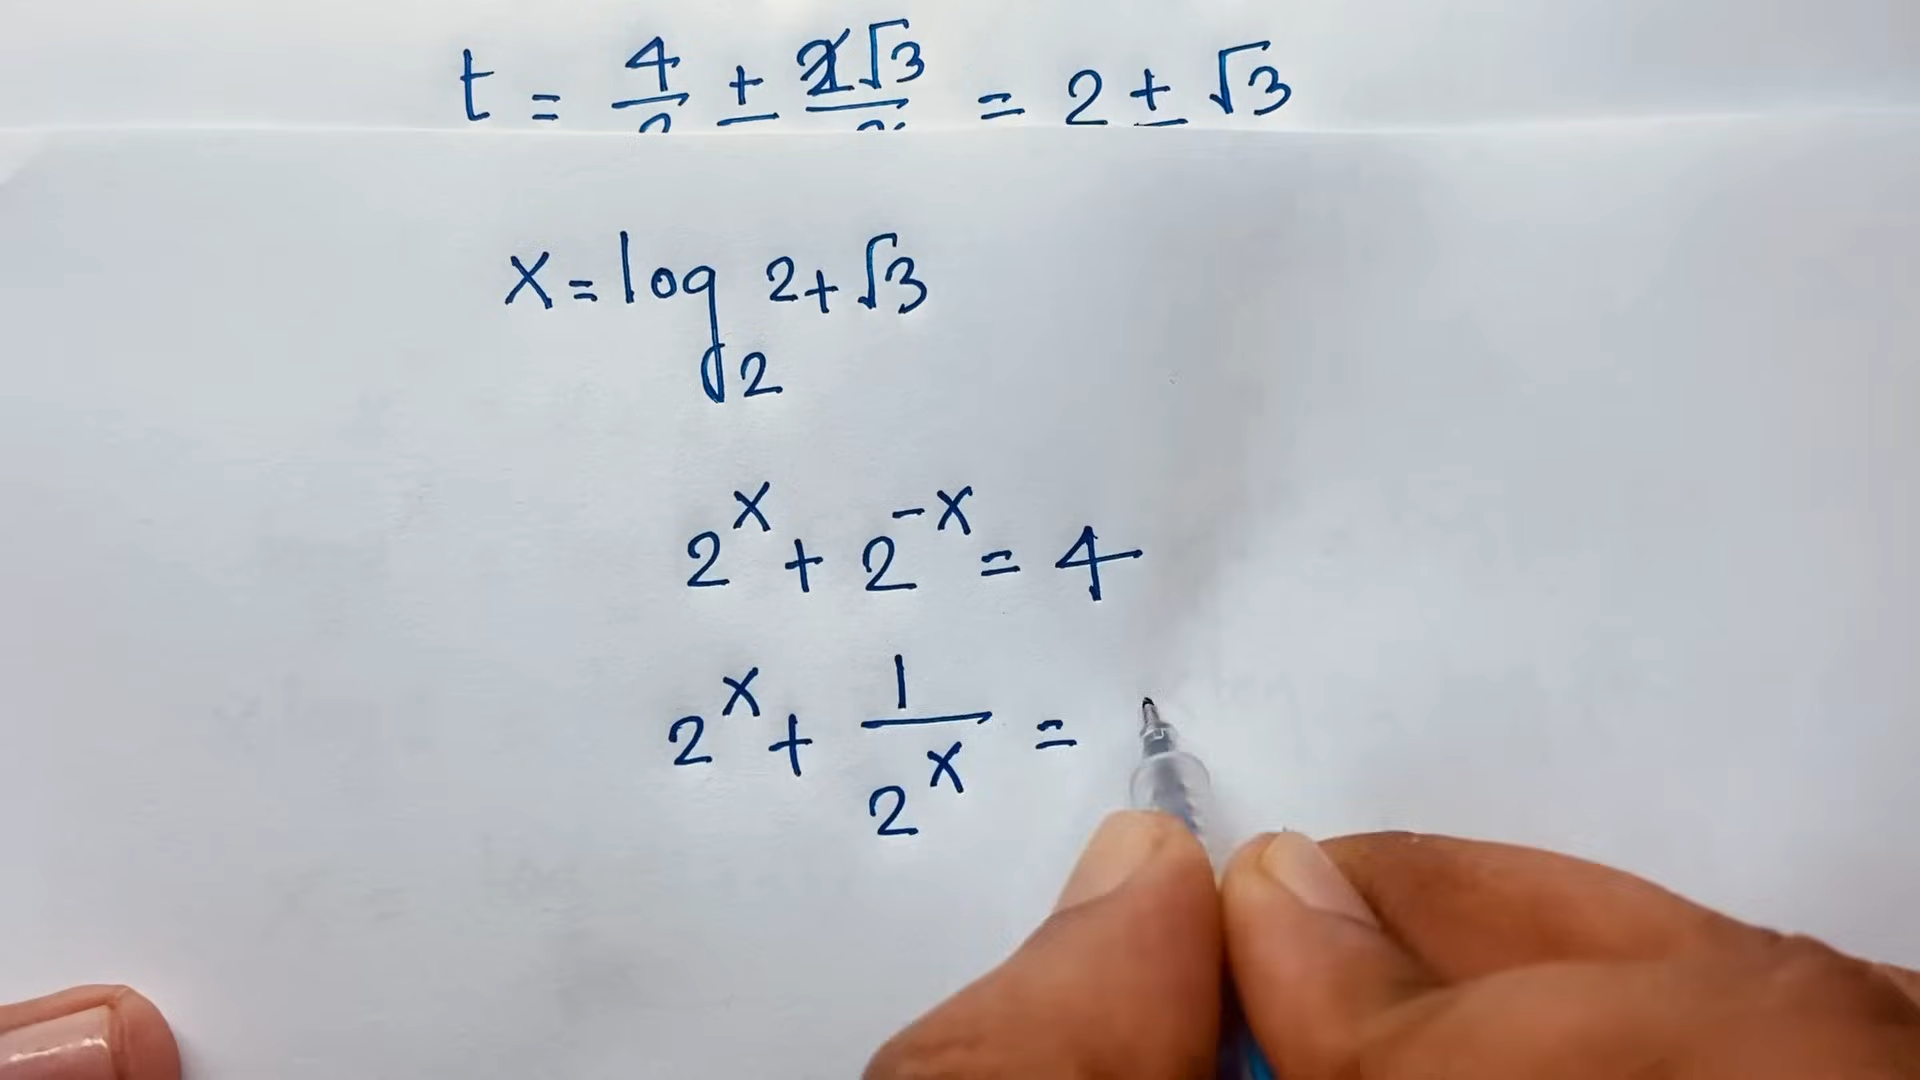 t = 4/2 ± 2√3/2 = 2 ± √3
x = log₂ 2+√3
2^x + 2^-x = 4
2^x + 1/2^x =